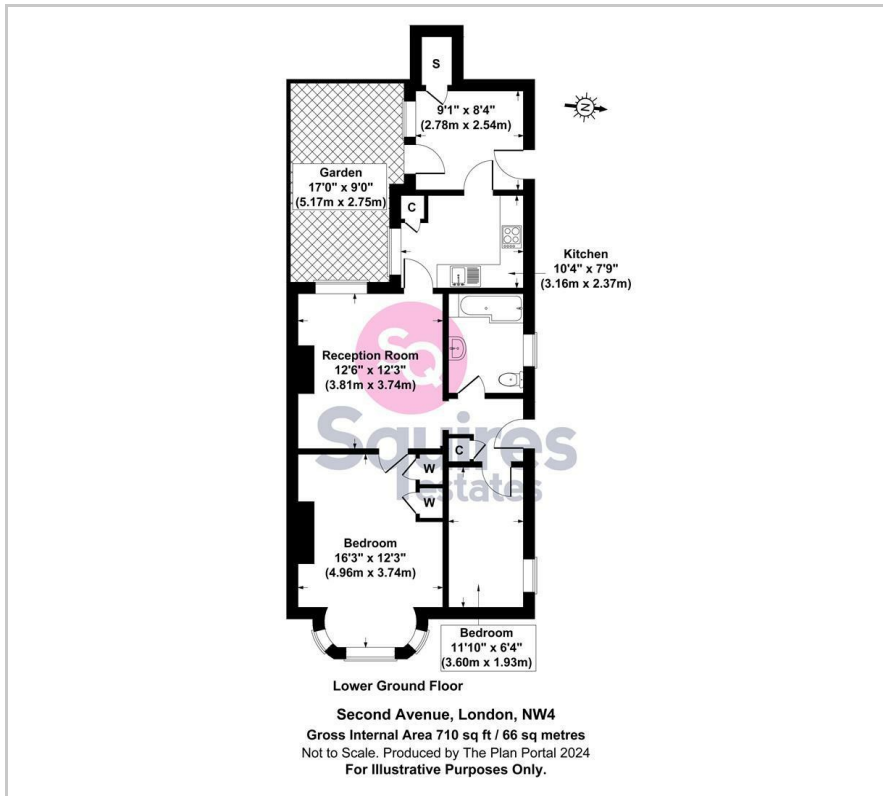 S
9'1" x 8'4"
(2.78m x 2.54m)
N
Garden
17'0" x 9'0"
(5.17m x 2.75m)
C
Kitchen
10'4" x 7'9"
(3.16m x 2.37m)
SQ
Reception Room
12'6" x 12'3"
(3.81m x 3.74m)
Squires
estates
C
W
W
Bedroom
16'3" x 12'3"
(4.96m x 3.74m)
Bedroom
11'10" x 6'4"
(3.60m x 1.93m)
Lower Ground Floor
Second Avenue, London, NW4
Gross Internal Area 710 sq ft / 66 sq metres
Not to Scale. Produced by The Plan Portal 2024
For Illustrative Purposes Only.